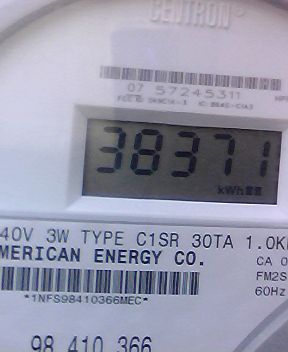 CENTRON®
07 57245311
38371
kWh
40V 3W TYPE C1SR 30TA 1.0K
MERICAN ENERGY CO.
CA 0
FM2S
*1NFS98410366MEC*
60Hz
98 410 366